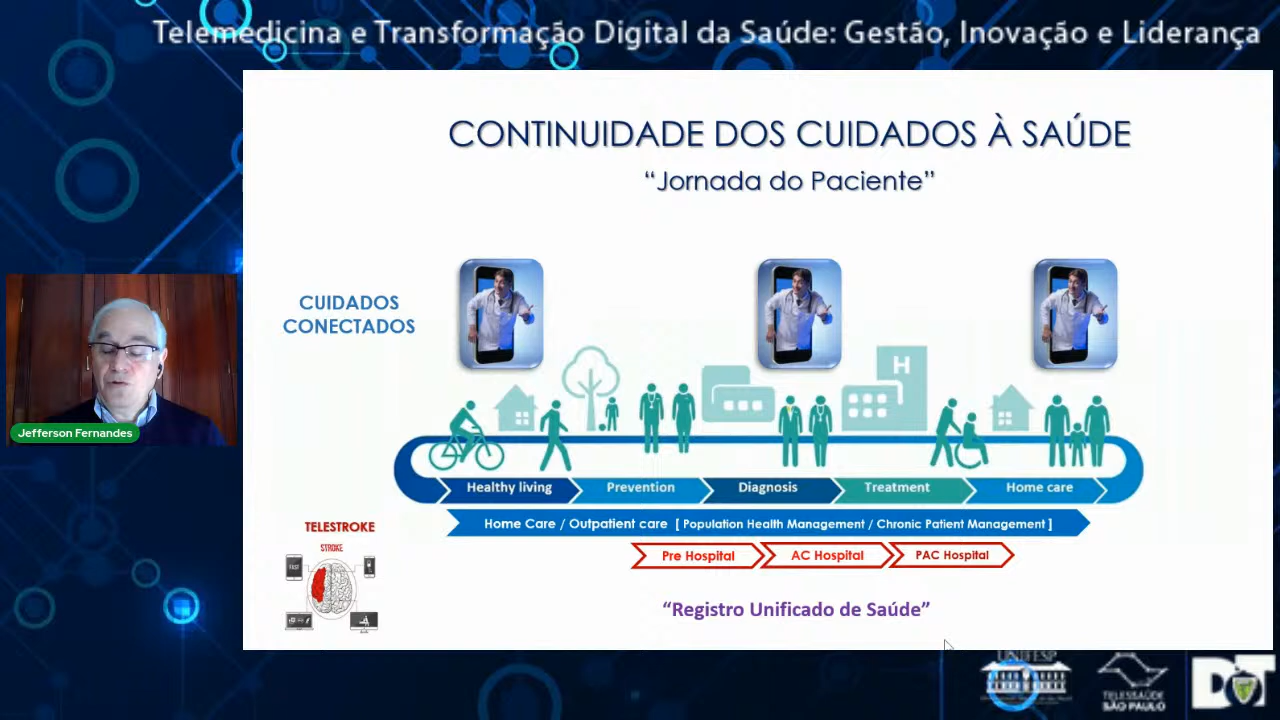 Telemedicina e Transformação Digital da Saúde: Gestão, Inovação e Liderança
CONTINUIDADE DOS CUIDADOS À SAÚDE
“Jornada do Paciente”
CUIDADOS
CONECTADOS
H
Jefferson Fernandes
Healthy living
Prevention
Diagnosis
Treatment
Home care
Home Care / Outpatient care [ Population Health Management / Chronic Patient Management ]
TELESTROKE
STROKE
FAST
Pre Hospital
AC Hospital
PAC Hospital
“Registro Unificado de Saúde”
UNIFESP
TELESSAÚDE
SÃO PAULO
DT